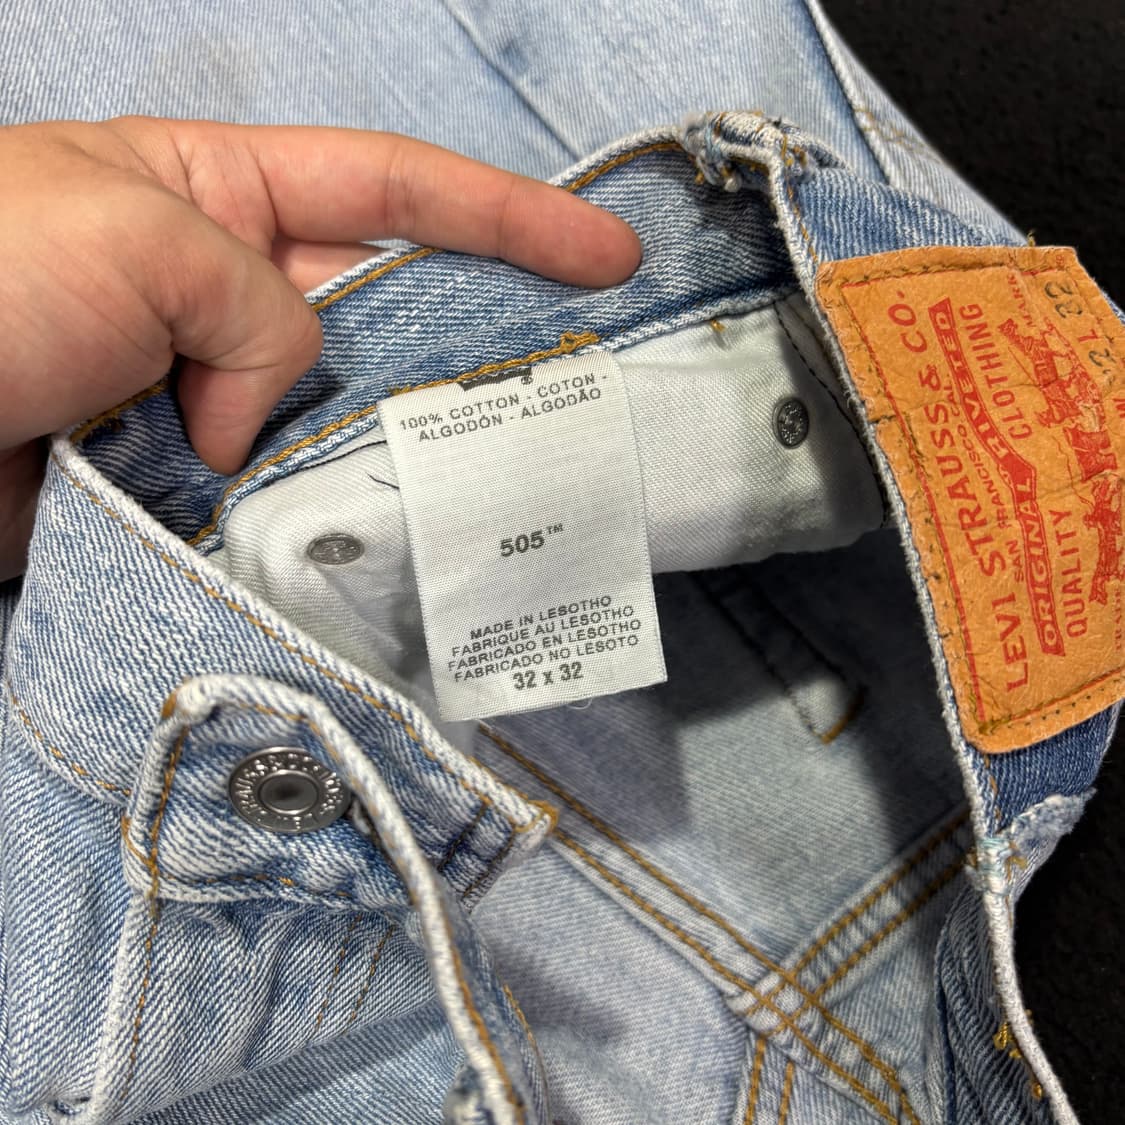 100% COTTON - COTON -
ALGODÓN - ALGODÃO
505™
MADE IN LESOTHO
FABRIQUE AU LESOTHO
FABRICADO EN LESOTHO
FABRICADO NO LESOTO
32 x 32
LEVI STRAUSS & CO.
SAN FRANCISCO, CAL.
ORIGINAL RIVETED
QUALITY CLOTHING
L 32